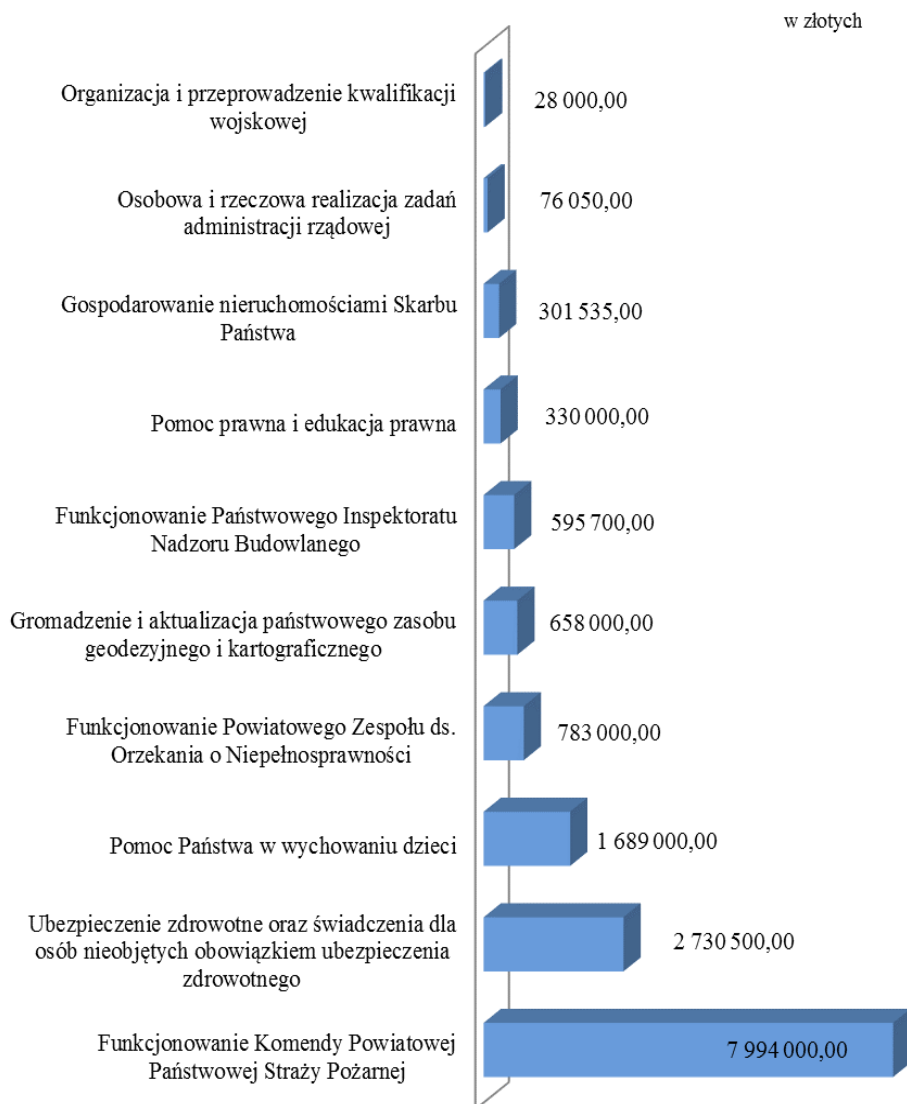 w złotych
Organizacja i przeprowadzenie kwalifikacji
wojskowej
28 000,00
Osobowa i rzeczowa realizacja zadań
administracji rządowej
76 050,00
Gospodarowanie nieruchomościami Skarbu
Państwa
301 535,00
Pomoc prawna i edukacja prawna
330 000,00
Funkcjonowanie Państwowego Inspektoratu
Nadzoru Budowlanego
595 700,00
Gromadzenie i aktualizacja państwowego zasobu
geodezyjnego i kartograficznego
658 000,00
Funkcjonowanie Powiatowego Zespołu ds.
Orzekania o Niepełnosprawności
783 000,00
Pomoc Państwa w wychowaniu dzieci
1 689 000,00
Ubezpieczenie zdrowotne oraz świadczenia dla
osób nieobjętych obowiązkiem ubezpieczenia
zdrowotnego
2 730 500,00
Funkcjonowanie Komendy Powiatowej
Państwowej Straży Pożarnej
7 994 000,00